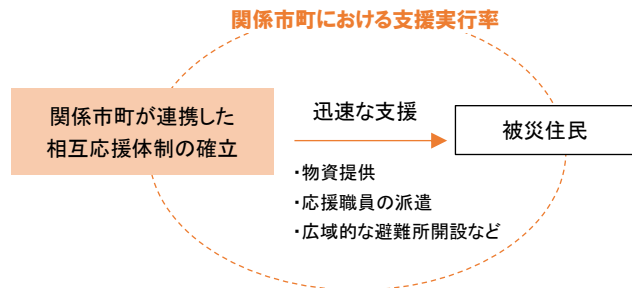 関係市町における支援実行率
関係市町が連携した
相互応援体制の確立
迅速な支援
被災住民
・物資提供
・応援職員の派遣
・広域的な避難所開設など